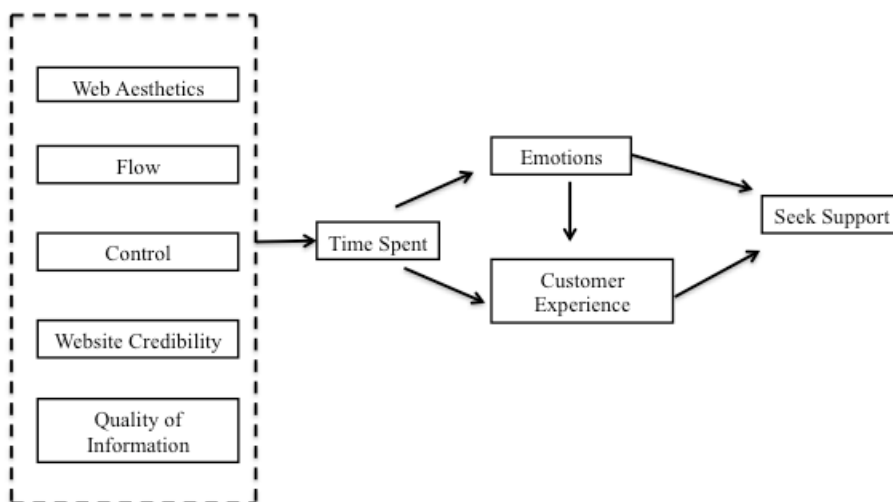 Web Aesthetics
Flow
Control
Website Credibility
Quality of
Information
Time Spent
Emotions
Customer
Experience
Seek Support